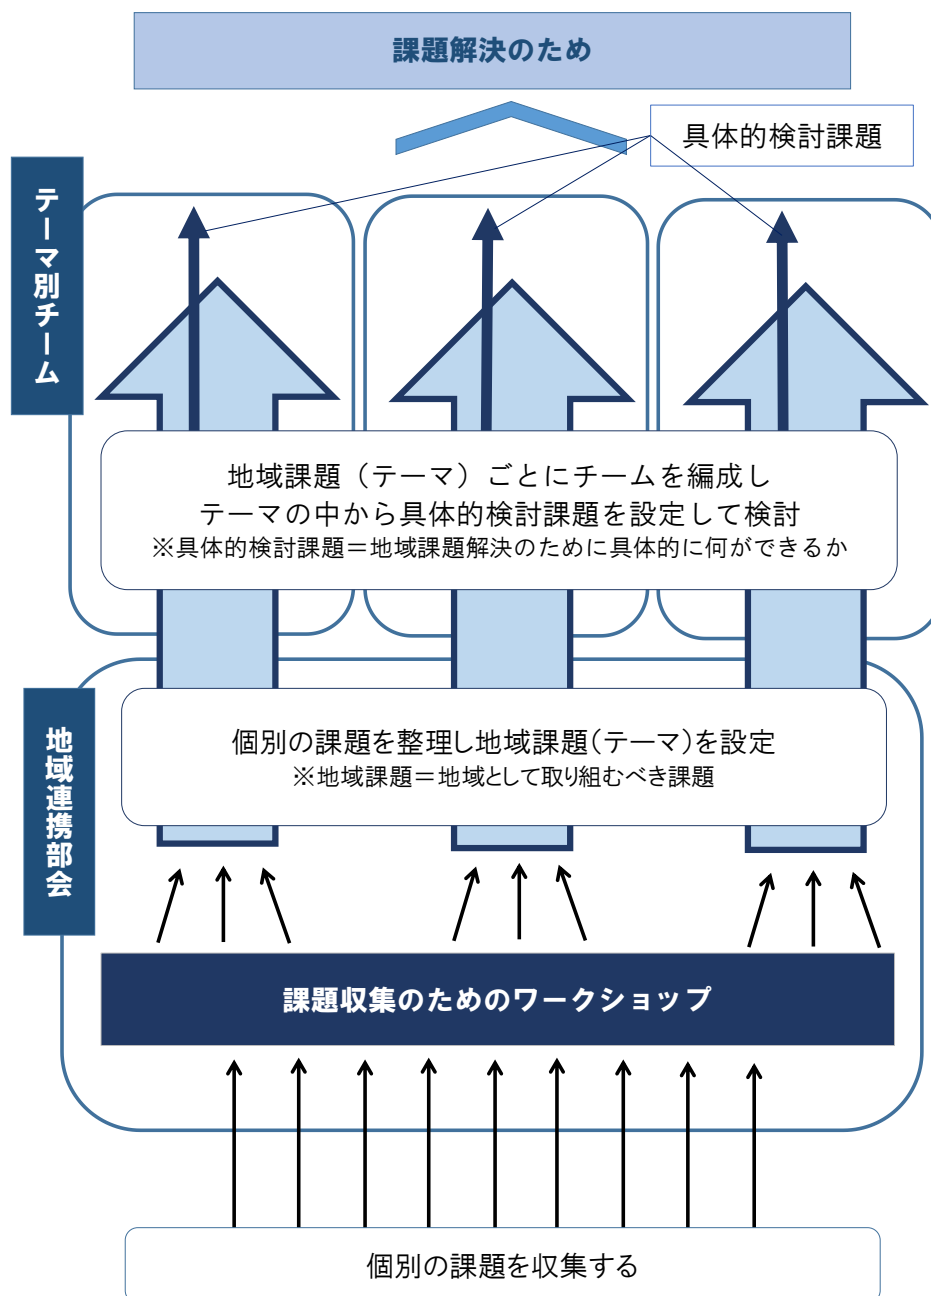 課題解決のため
具体的検討課題
テーマ別チーム
地域課題（テーマ）ごとにチームを編成し
テーマの中から具体的検討課題を設定して検討
※具体的検討課題＝地域課題解決のために具体的に何ができるか
地域連携部会
個別の課題を整理し地域課題(テーマ)を設定
※地域課題＝地域として取り組むべき課題
課題収集のためのワークショップ
個別の課題を収集する